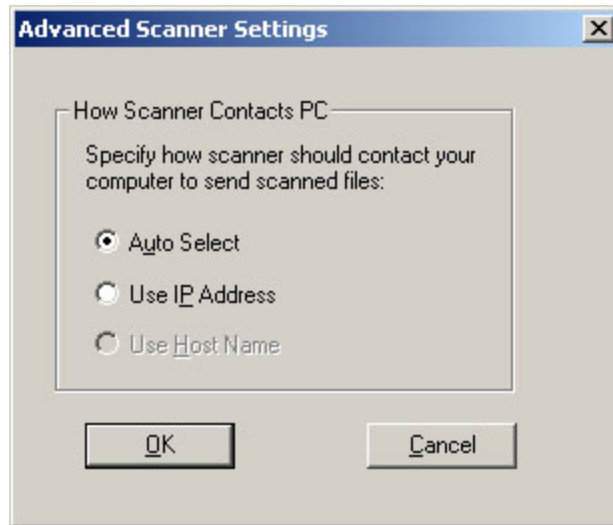 Advanced Scanner Settings
How Scanner Contacts PC
Specify how scanner should contact your
computer to send scanned files:
Auto Select
Use IP Address
Use Host Name
OK
Cancel